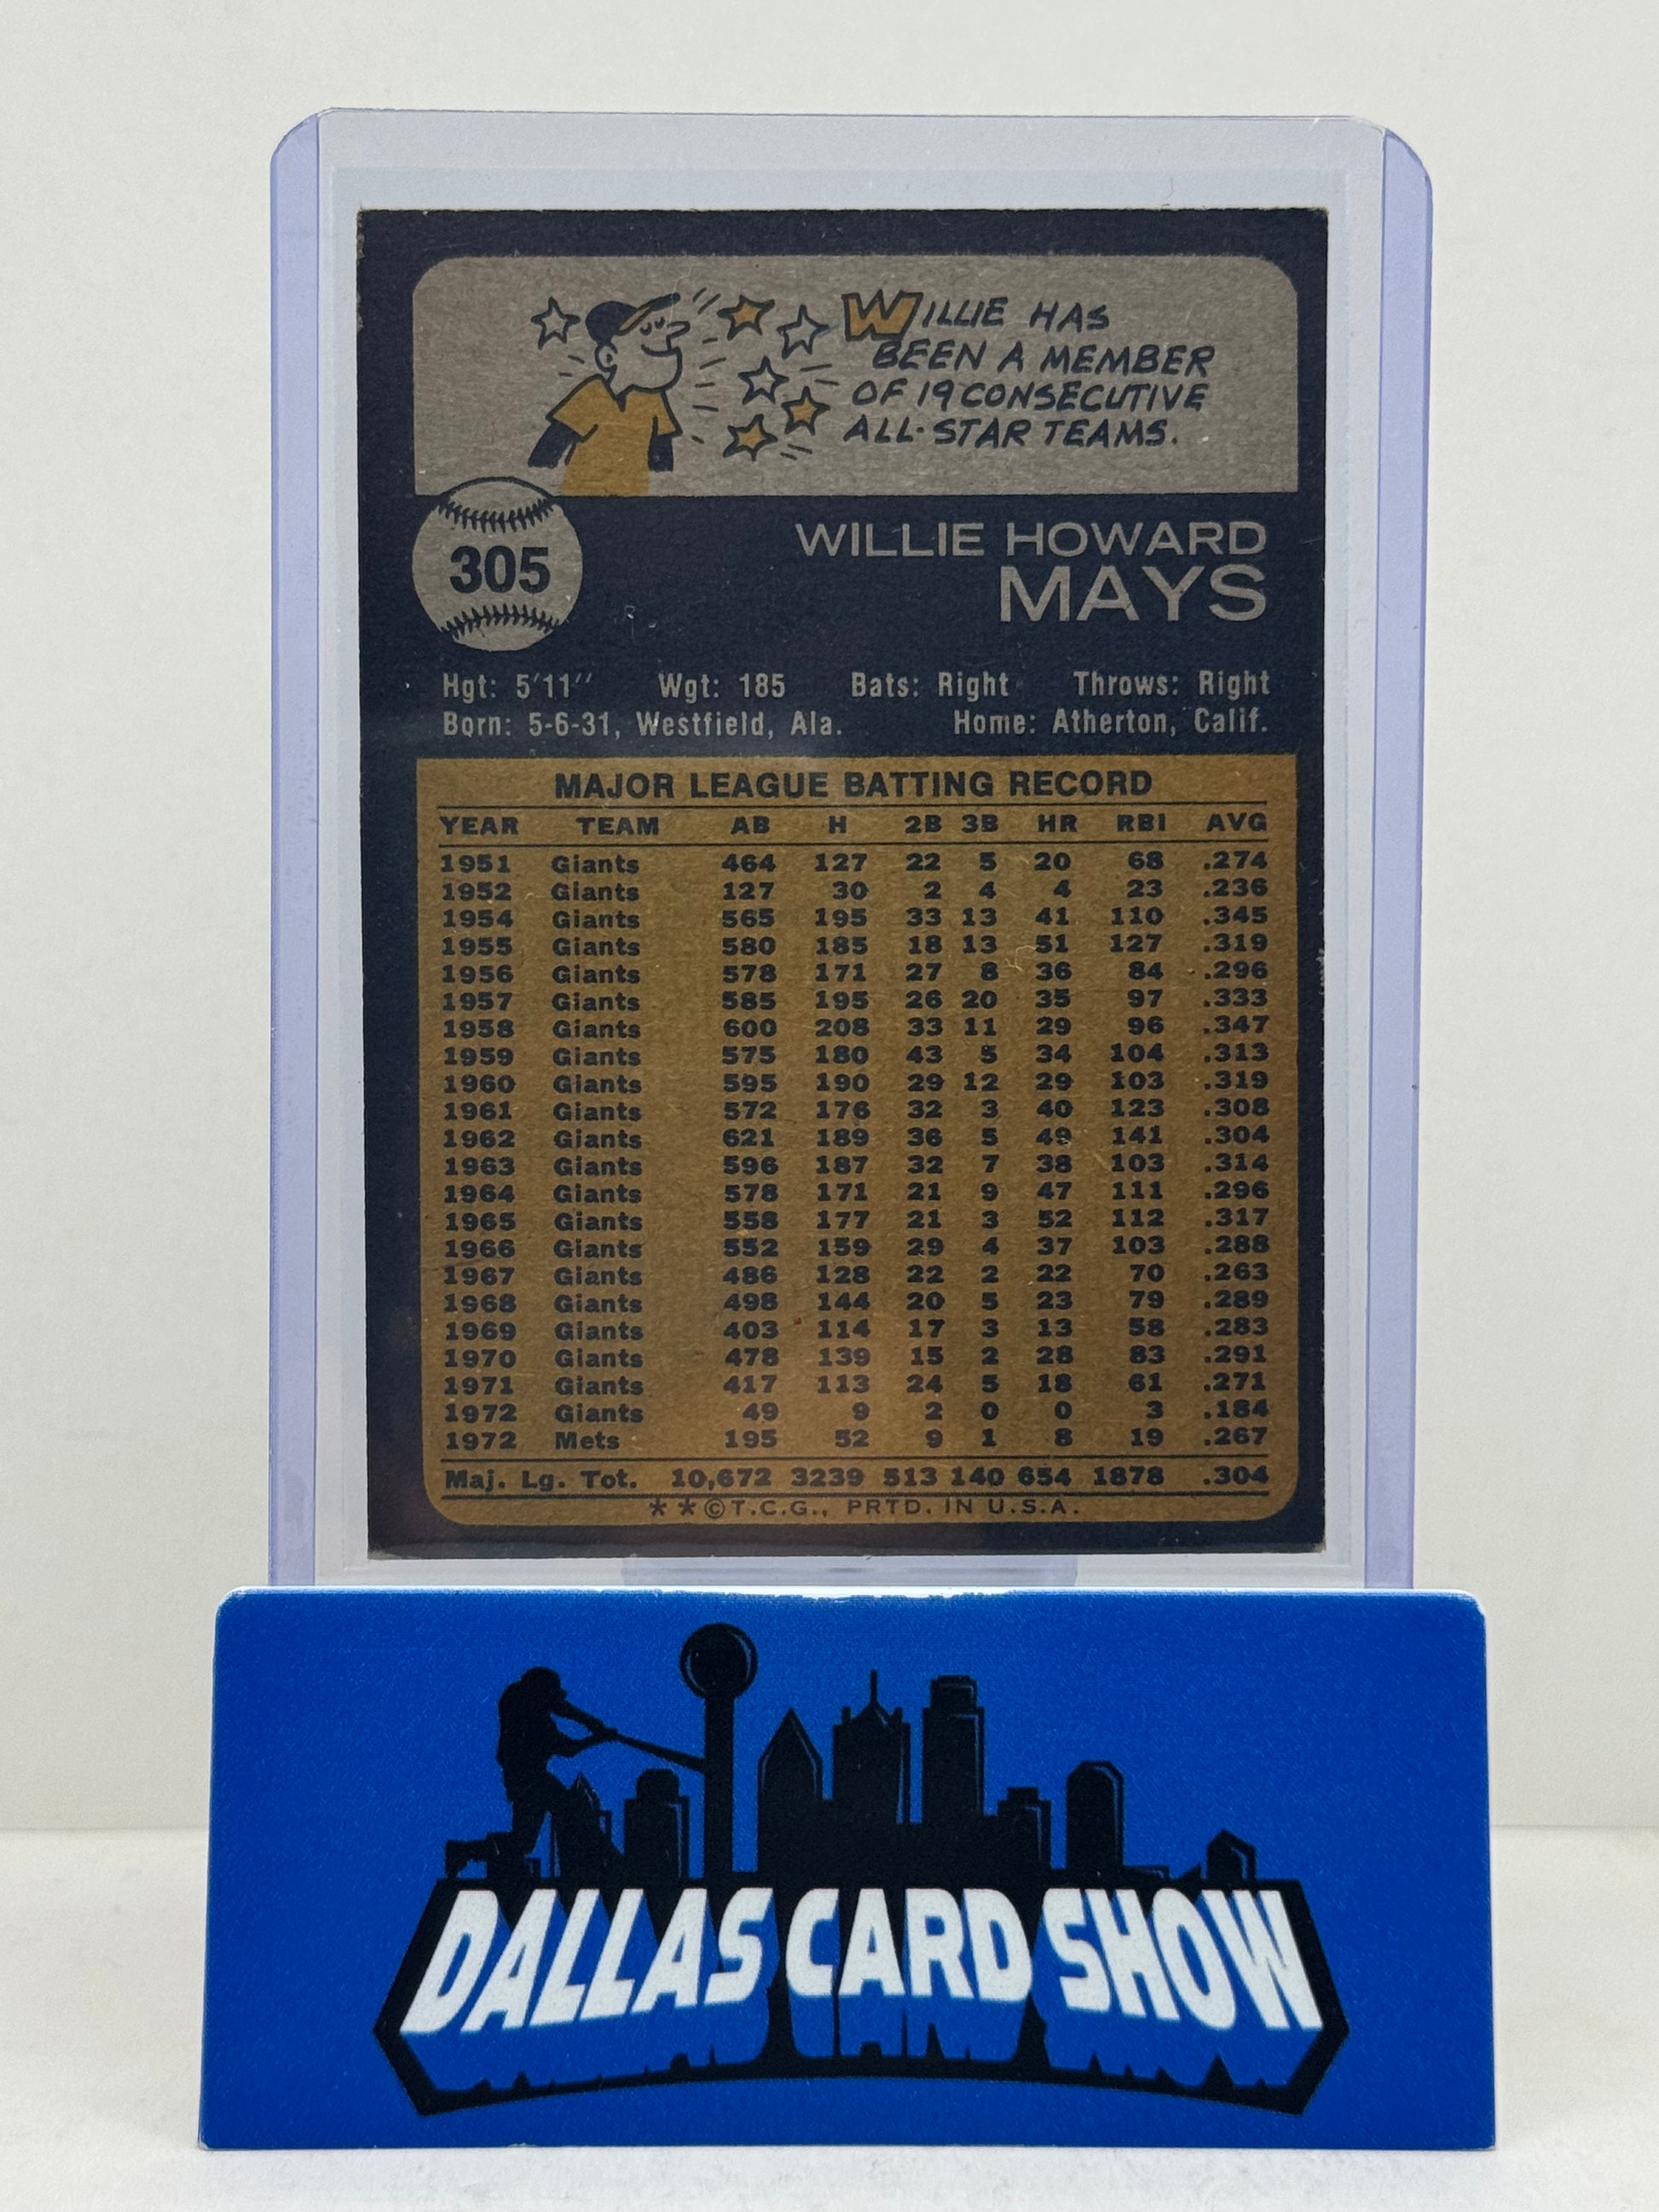 WILLIE HAS
BEEN A MEMBER
OF 19 CONSECUTIVE
ALL-STAR TEAMS.
305
WILLIE HOWARD
MAYS
Hgt: 5'11" Wgt: 185 Bats: Right Throws: Right
Born: 5-6-31, Westfield, Ala. Home: Atherton, Calif.
MAJOR LEAGUE BATTING RECORD
YEAR TEAM AB H 2B 3B HR RBI AVG
1951 Giants 464 127 22 5 20 68 .274
1952 Giants 127 30 2 4 4 23 .236
1954 Giants 565 195 33 13 41 110 .345
1955 Giants 580 185 18 13 51 127 .319
1956 Giants 578 171 27 8 36 84 .296
1957 Giants 585 195 26 20 35 97 .333
1958 Giants 600 208 33 11 29 96 .347
1959 Giants 575 180 43 5 34 104 .313
1960 Giants 595 190 29 12 29 103 .319
1961 Giants 572 176 32 3 40 123 .308
1962 Giants 621 189 36 5 49 141 .304
1963 Giants 596 187 32 7 38 103 .314
1964 Giants 578 171 21 9 47 111 .296
1965 Giants 558 177 21 3 52 112 .317
1966 Giants 552 159 29 4 37 103 .288
1967 Giants 486 128 22 2 22 70 .263
1968 Giants 498 144 20 5 23 79 .289
1969 Giants 403 114 17 3 13 58 .283
1970 Giants 478 139 15 2 28 83 .291
1971 Giants 417 113 24 5 18 61 .271
1972 Giants 49 9 2 0 0 3 .184
1972 Mets 195 52 9 1 8 19 .267
Maj. Lg. Tot. 10,672 3239 513 140 654 1878 .304
**©T.C.G., PRTD. IN U.S.A.
DALLAS CARD SHOW